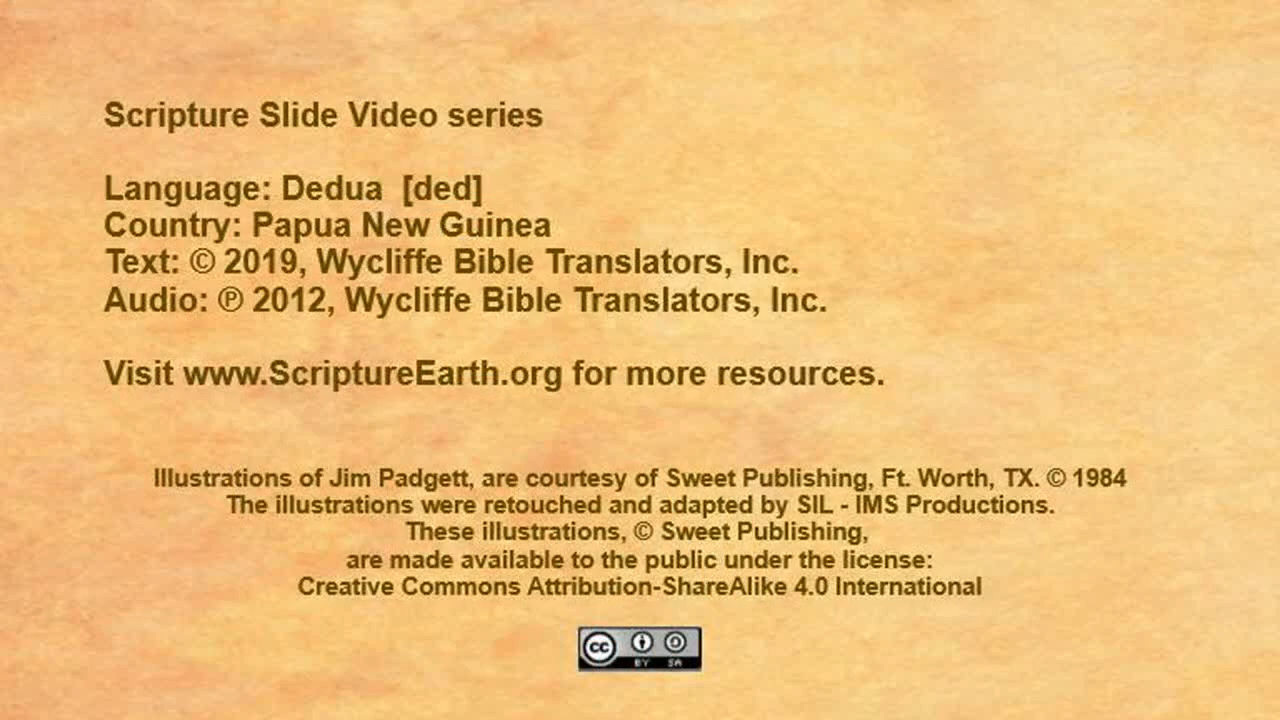 Scripture Slide Video series
Language: Dedua [ded]
Country: Papua New Guinea
Text: © 2019, Wycliffe Bible Translators, Inc.
Audio: ℗ 2012, Wycliffe Bible Translators, Inc.
Visit www.ScriptureEarth.org for more resources.
Illustrations of Jim Padgett, are courtesy of Sweet Publishing, Ft. Worth, TX. © 1984
The illustrations were retouched and adapted by SIL - IMS Productions.
These illustrations, © Sweet Publishing,
are made available to the public under the license:
Creative Commons Attribution-ShareAlike 4.0 International
cc BY SA